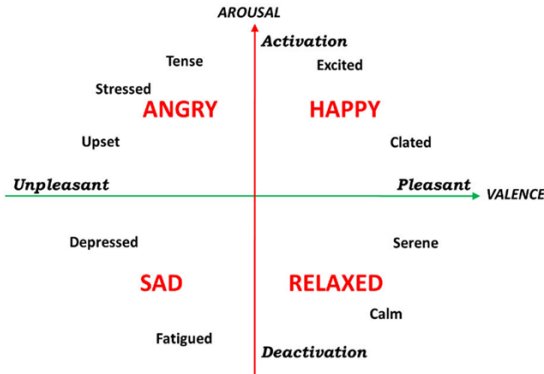 AROUSAL
Activation
Tense
Excited
Stressed
ANGRY
HAPPY
Upset
Clated
Unpleasant
Pleasant
VALENCE
Depressed
Serene
SAD
RELAXED
Calm
Fatigued
Deactivation